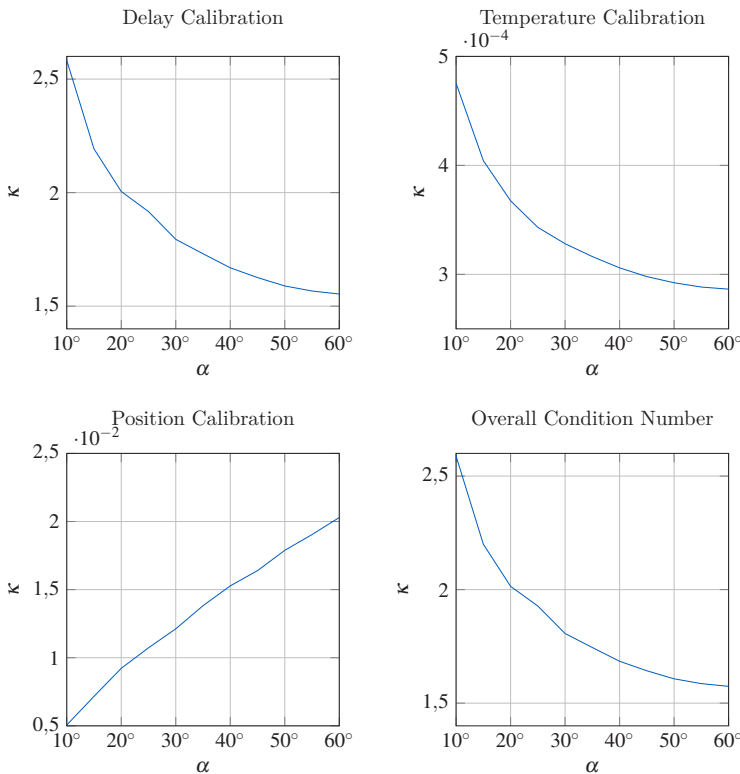 Delay Calibration
2,5
2
1,5
κ
10° 20° 30° 40° 50° 60°
α
Temperature Calibration
·10−4
5
4
3
κ
10° 20° 30° 40° 50° 60°
α
Position Calibration
·10−2
2,5
2
1,5
1
0,5
κ
10° 20° 30° 40° 50° 60°
α
Overall Condition Number
2,5
2
1,5
κ
10° 20° 30° 40° 50° 60°
α